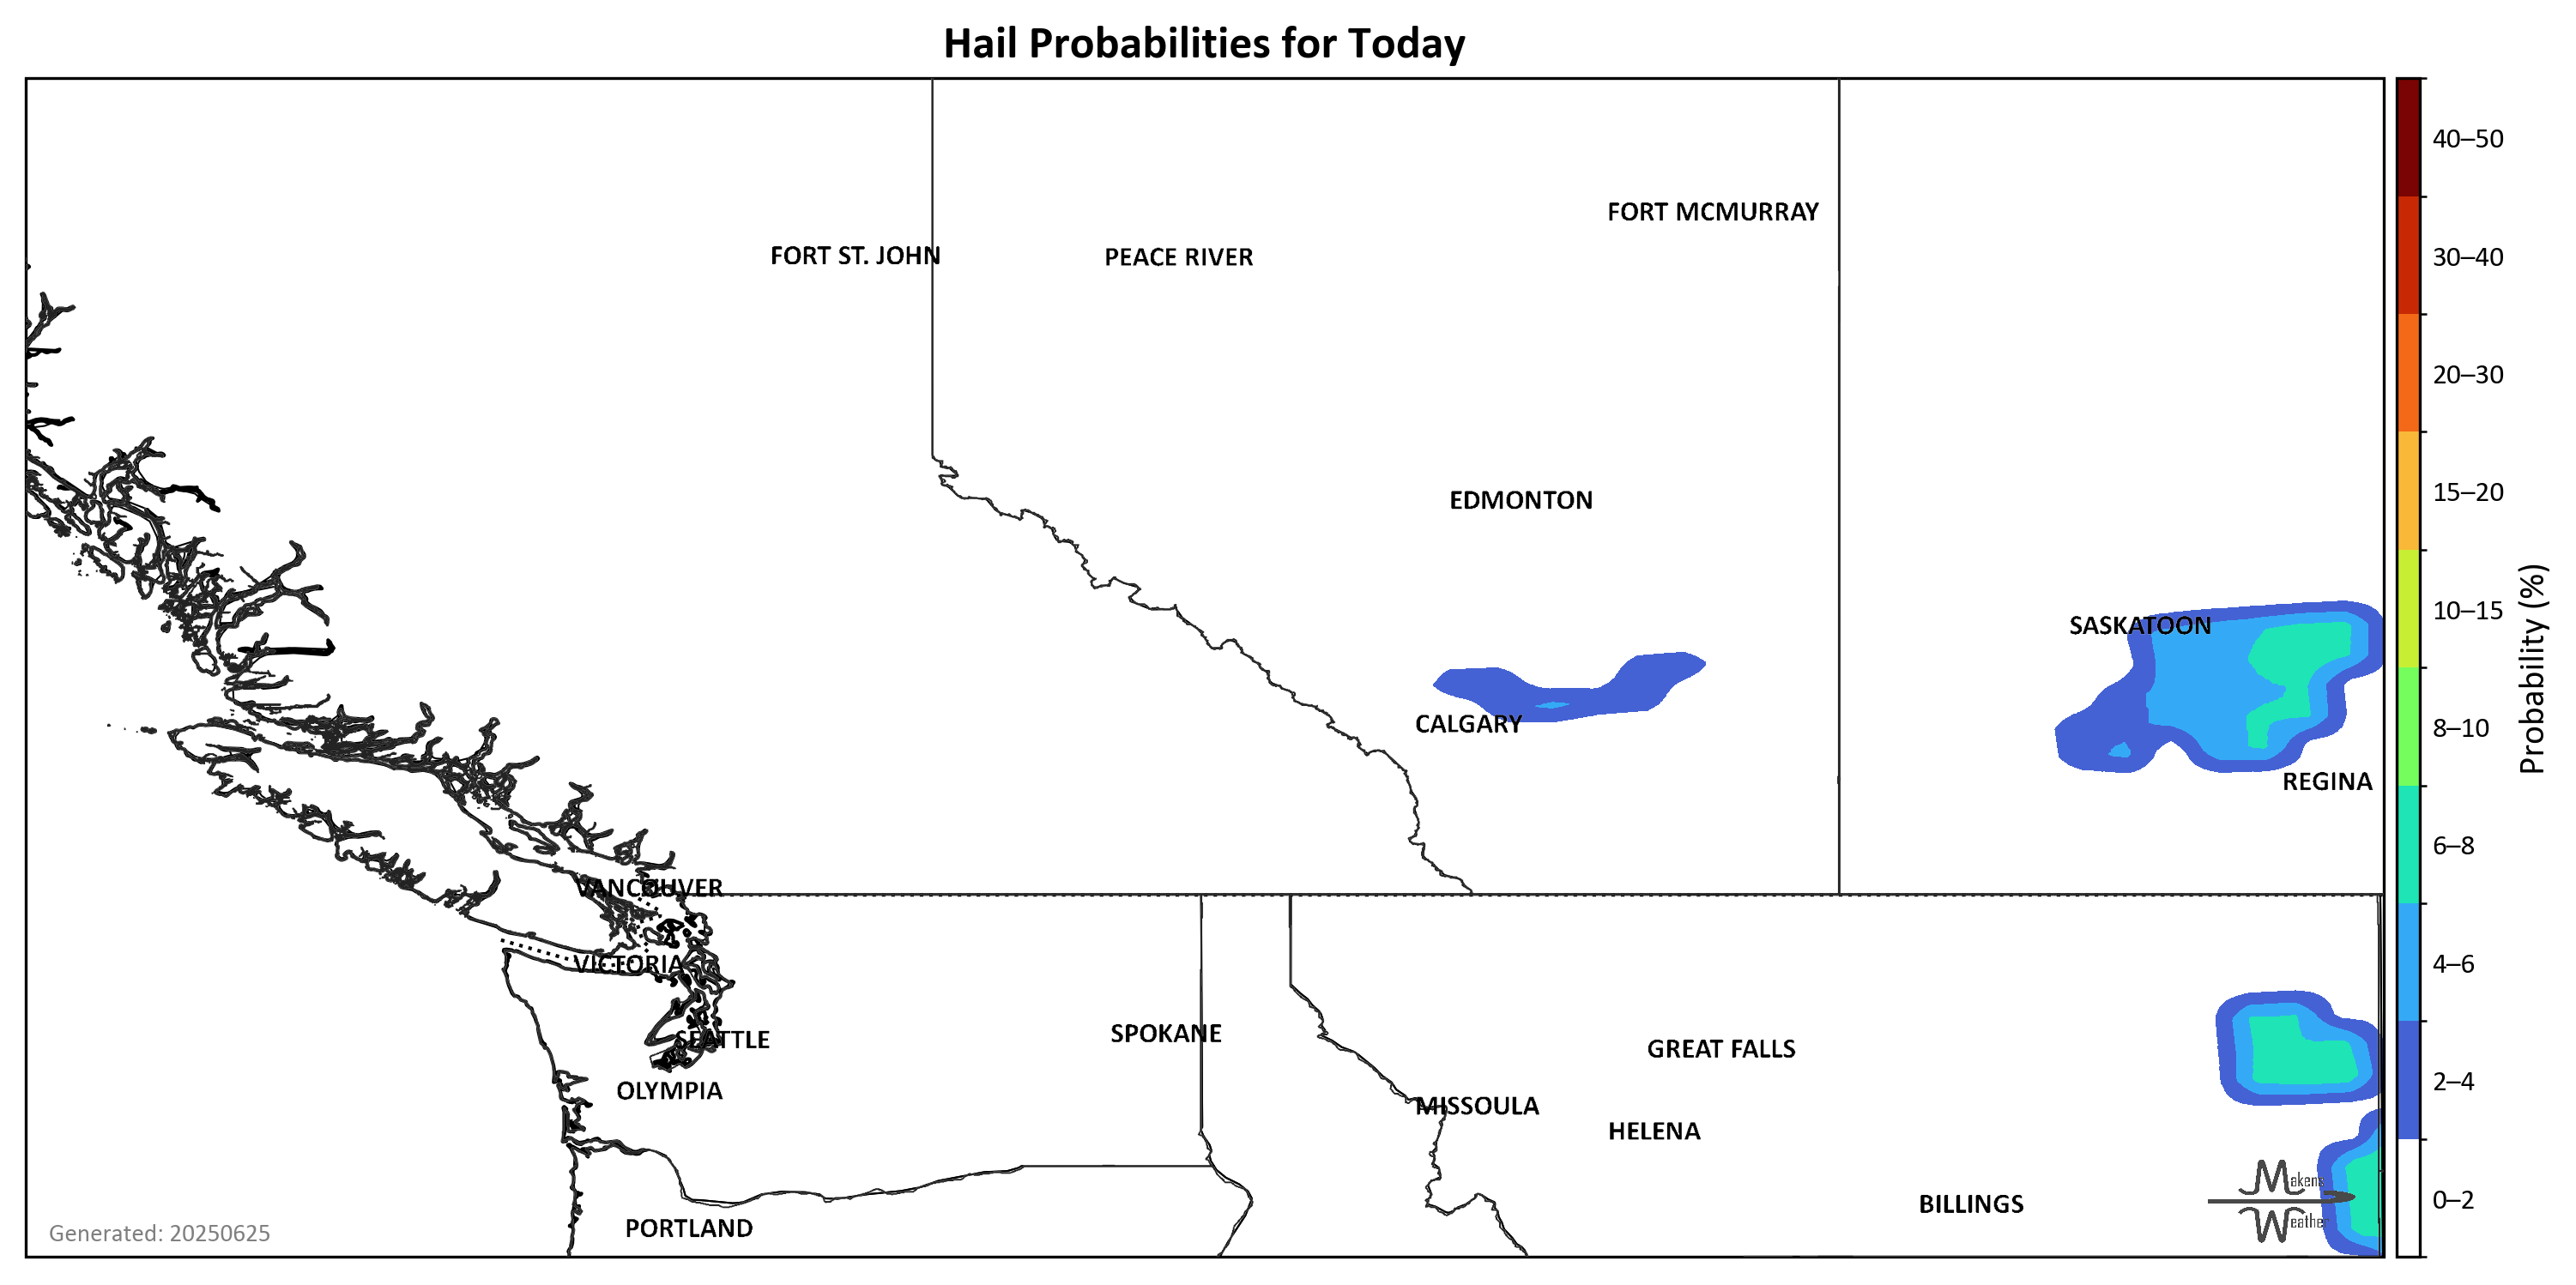 Hail Probabilities for Today
40–50
FORT MCMURRAY
FORT ST. JOHN
PEACE RIVER
30–40
20–30
EDMONTON
15–20
SASKATOON
10–15
CALGARY
8–10
REGINA
Probability (%)
6–8
VANCOUVER
VICTORIA
4–6
SEATTLE
SPOKANE
GREAT FALLS
OLYMPIA
MISSOULA
2–4
HELENA
Makens
Weather
BILLINGS
0–2
PORTLAND
Generated: 20250625